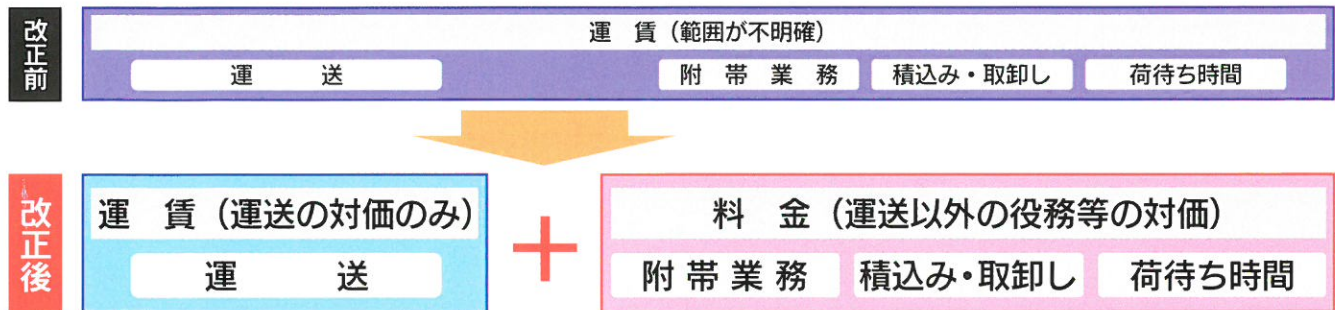 改正前
運　賃（範囲が不明確）
運　送
附帯業務
積込み・取卸し
荷待ち時間
改正後
運　賃（運送の対価のみ）
運　送
＋
料　金（運送以外の役務等の対価）
附帯業務
積込み・取卸し
荷待ち時間